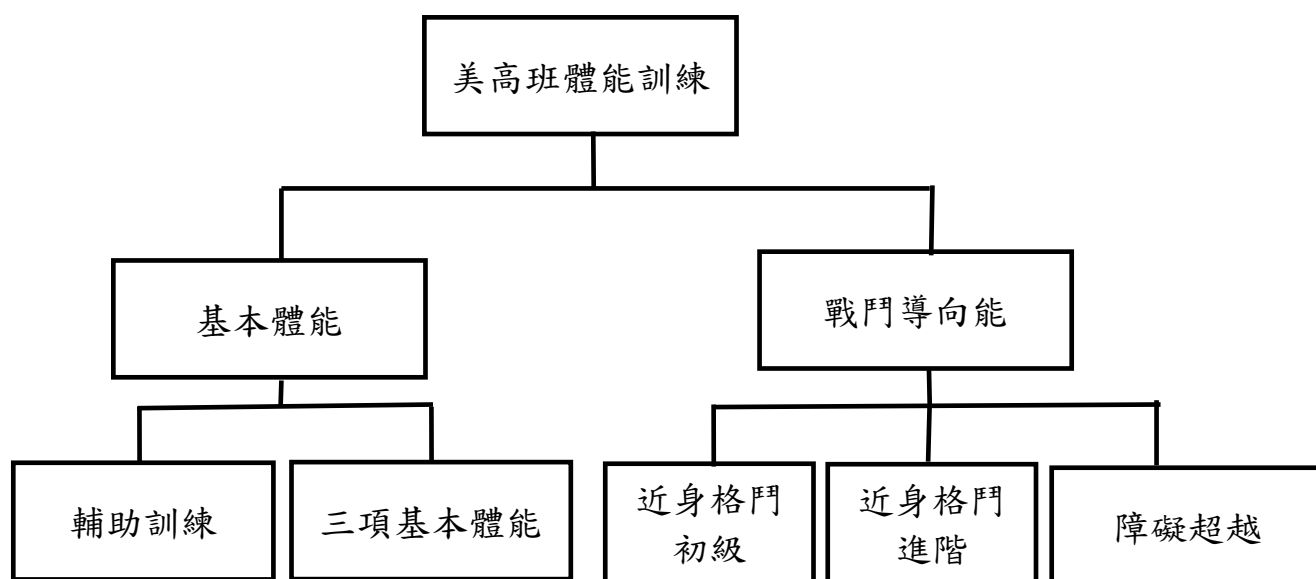 美高班體能訓練
基本體能
戰鬥導向能
輔助訓練
三項基本體能
近身格鬥
初級
近身格鬥
進階
障礙超越